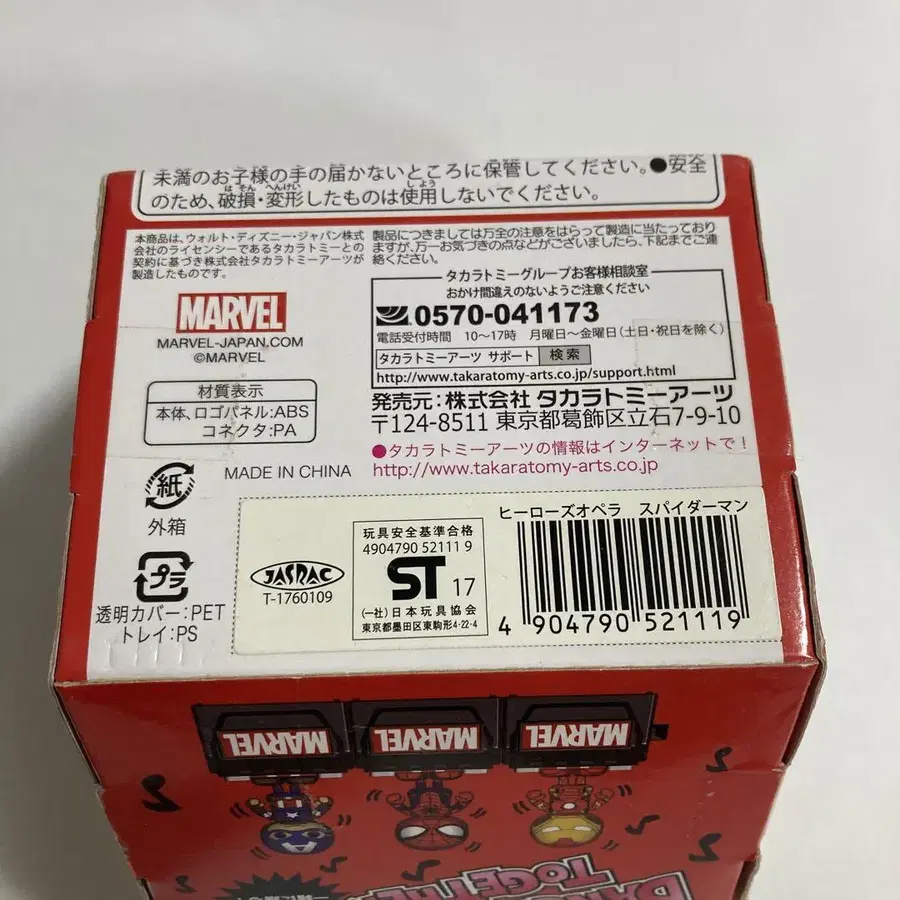 未満のお子様の手の届かないところに保管してください。●安全
のため、破損・変形したものは使用しないでください。
はそん へんけい しよう
本商品は、ウォルト・ディズニー・ジャパン株式
会社のライセンシーであるタカラトミーとの
契約に基づき株式会社タカラトミーアーツが
製造したものです。
MARVEL
MARVEL-JAPAN.COM
©MARVEL
材質表示
本体、ロゴパネル:ABS
コネクタ:PA
製品につきましては万全の注意をはらって製造に当たっており
ますが、万一お気づきの点などがございましたら、下記までご連
絡ください。
タカラトミーグループお客様相談室
おかけ間違えのないようご注意ください
0570-041173
電話受付時間 10〜17時 月曜日〜金曜日(土日・祝日を除く)
タカラトミーアーツ サポート 検索
http://www.takaratomy-arts.co.jp/support.html
発売元:株式会社 タカラトミーアーツ
〒124-8511 東京都葛飾区立石7-9-10
●タカラトミーアーツの情報はインターネットで!
http://www.takaratomy-arts.co.jp
MADE IN CHINA
紙
外箱
プラ
透明カバー:PET
トレイ:PS
JASRAC
T-1760109
玩具安全基準合格
4904790 52111 9
ST 17
(一社)日本玩具協会
東京都墨田区東駒形4-22-4
ヒーローズオペラ スパイダーマン
4 904790 521119
MARVEL
MARVEL
MARVEL
TOGETHE